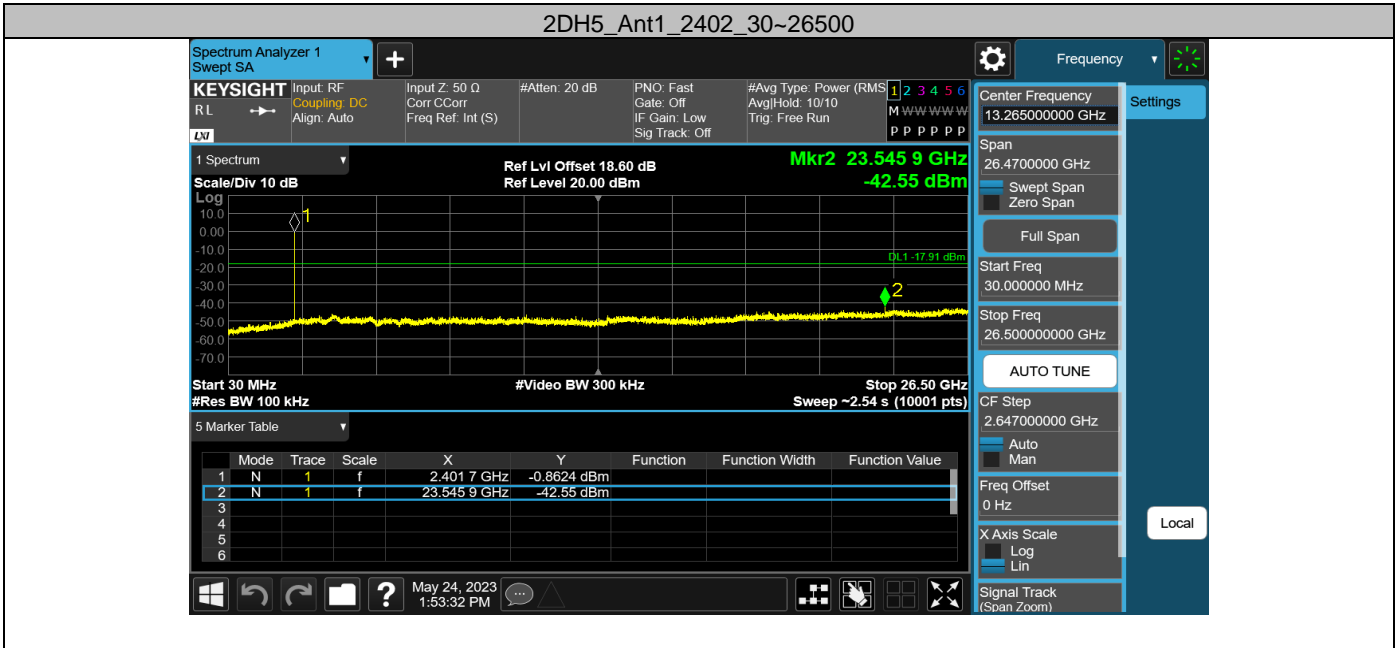 2DH5_Ant1_2402_30~26500
Spectrum Analyzer 1
Swept SA
Frequency
KEYSIGHT
R L
LXI
Input: RF
Coupling: DC
Align: Auto
Input Z: 50 Ω
Corr CCorr
Freq Ref: Int (S)
#Atten: 20 dB
PNO: Fast
Gate: Off
IF Gain: Low
Sig Track: Off
#Avg Type: Power (RMS
Avg|Hold: 10/10
Trig: Free Run
1 2 3 4 5 6
M W W W W W
P P P P P P
1 Spectrum
Scale/Div 10 dB
Ref Lvl Offset 18.60 dB
Ref Level 20.00 dBm
Mkr2 23.545 9 GHz
-42.55 dBm
Log
10.0
0.00
-10.0
-20.0
-30.0
-40.0
-50.0
-60.0
-70.0
1
DL1 -17.91 dBm
2
Start 30 MHz
#Res BW 100 kHz
#Video BW 300 kHz
Stop 26.50 GHz
Sweep ~2.54 s (10001 pts)
5 Marker Table
Mode Trace Scale X Y Function Function Width Function Value
1 N 1 f 2.401 7 GHz -0.8624 dBm
2 N 1 f 23.545 9 GHz -42.55 dBm
3
4
5
6
May 24, 2023
1:53:32 PM
Center Frequency
13.265000000 GHz
Span
26.4700000 GHz
Swept Span
Zero Span
Full Span
Start Freq
30.000000 MHz
Stop Freq
26.500000000 GHz
AUTO TUNE
CF Step
2.647000000 GHz
Auto
Man
Freq Offset
0 Hz
X Axis Scale
Log
Lin
Signal Track
(Span Zoom)
Settings
Local